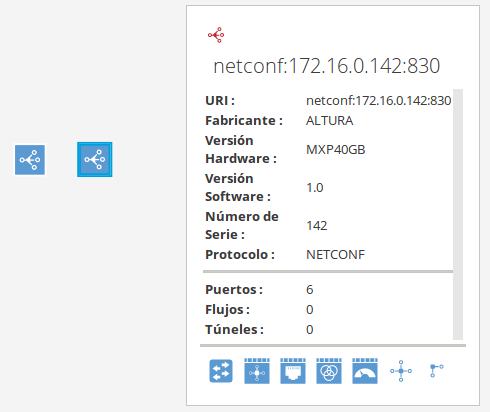 netconf:172.16.0.142:830
URI : netconf:172.16.0.142:830
Fabricante : ALTURA
Versión
Hardware : MXP40GB
Versión
Software : 1.0
Número de
Serie : 142
Protocolo : NETCONF
Puertos : 6
Flujos : 0
Túneles : 0